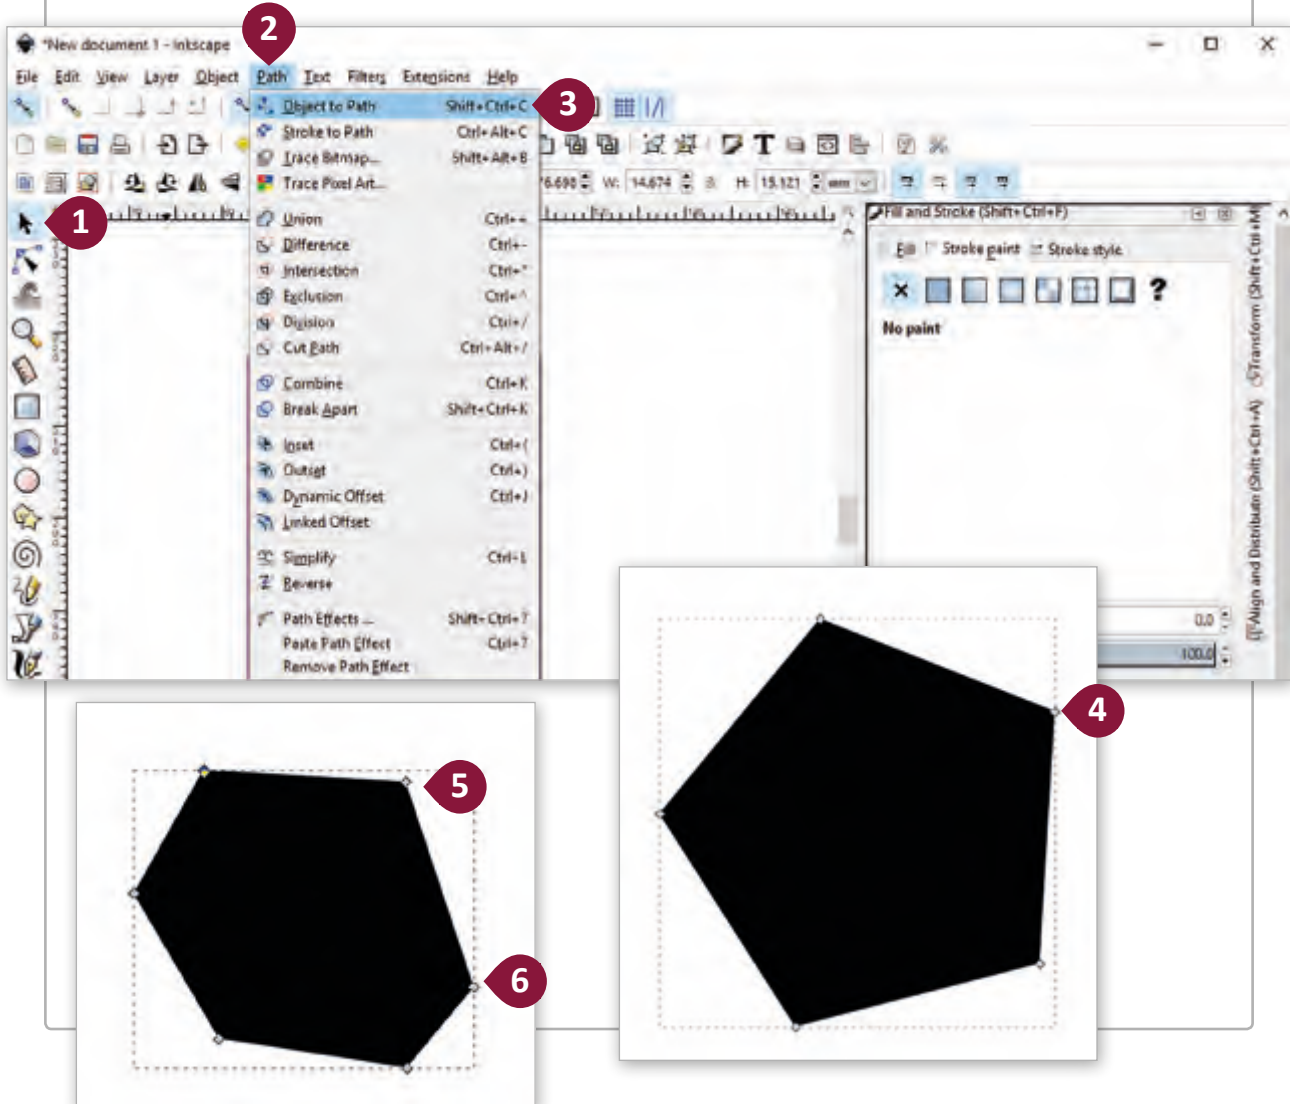 2
*New document 1 - Inkscape
File Edit View Layer Object Path Text Filters Extensions Help
Object to Path Shift+Ctrl+C
3
Stroke to Path Ctrl+Alt+C
Trace Bitmap... Shift+Alt+B
Trace Pixel Art...
W: 14.674 H: 15.121 mm
1
Union Ctrl++
Difference Ctrl+-
Intersection Ctrl+*
Exclusion Ctrl+^
Division Ctrl+/
Cut Path Ctrl+Alt+/
Combine Ctrl+K
Break Apart Shift+Ctrl+K
Inset Ctrl+(
Outset Ctrl+)
Dynamic Offset Ctrl+J
Linked Offset
Simplify Ctrl+L
Reverse
Path Effects ... Shift+Ctrl+7
Paste Path Effect Ctrl+7
Remove Path Effect
Fill and Stroke (Shift+Ctrl+F)
Fill Stroke paint Stroke style
?
No paint
0.0
100.0
Transform (Shift+Ctrl+M)
Align and Distribute (Shift+Ctrl+A)
4
5
6